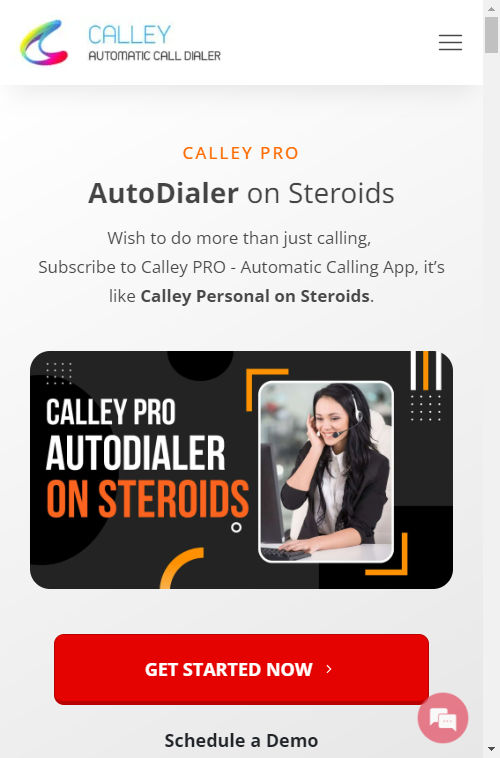 CALLEY
AUTOMATIC CALL DIALER
CALLEY PRO
AutoDialer on Steroids
Wish to do more than just calling,
Subscribe to Calley PRO - Automatic Calling App, it’s
like Calley Personal on Steroids.
CALLEY PRO
AUTODIALER
ON STEROIDS
GET STARTED NOW
Schedule a Demo